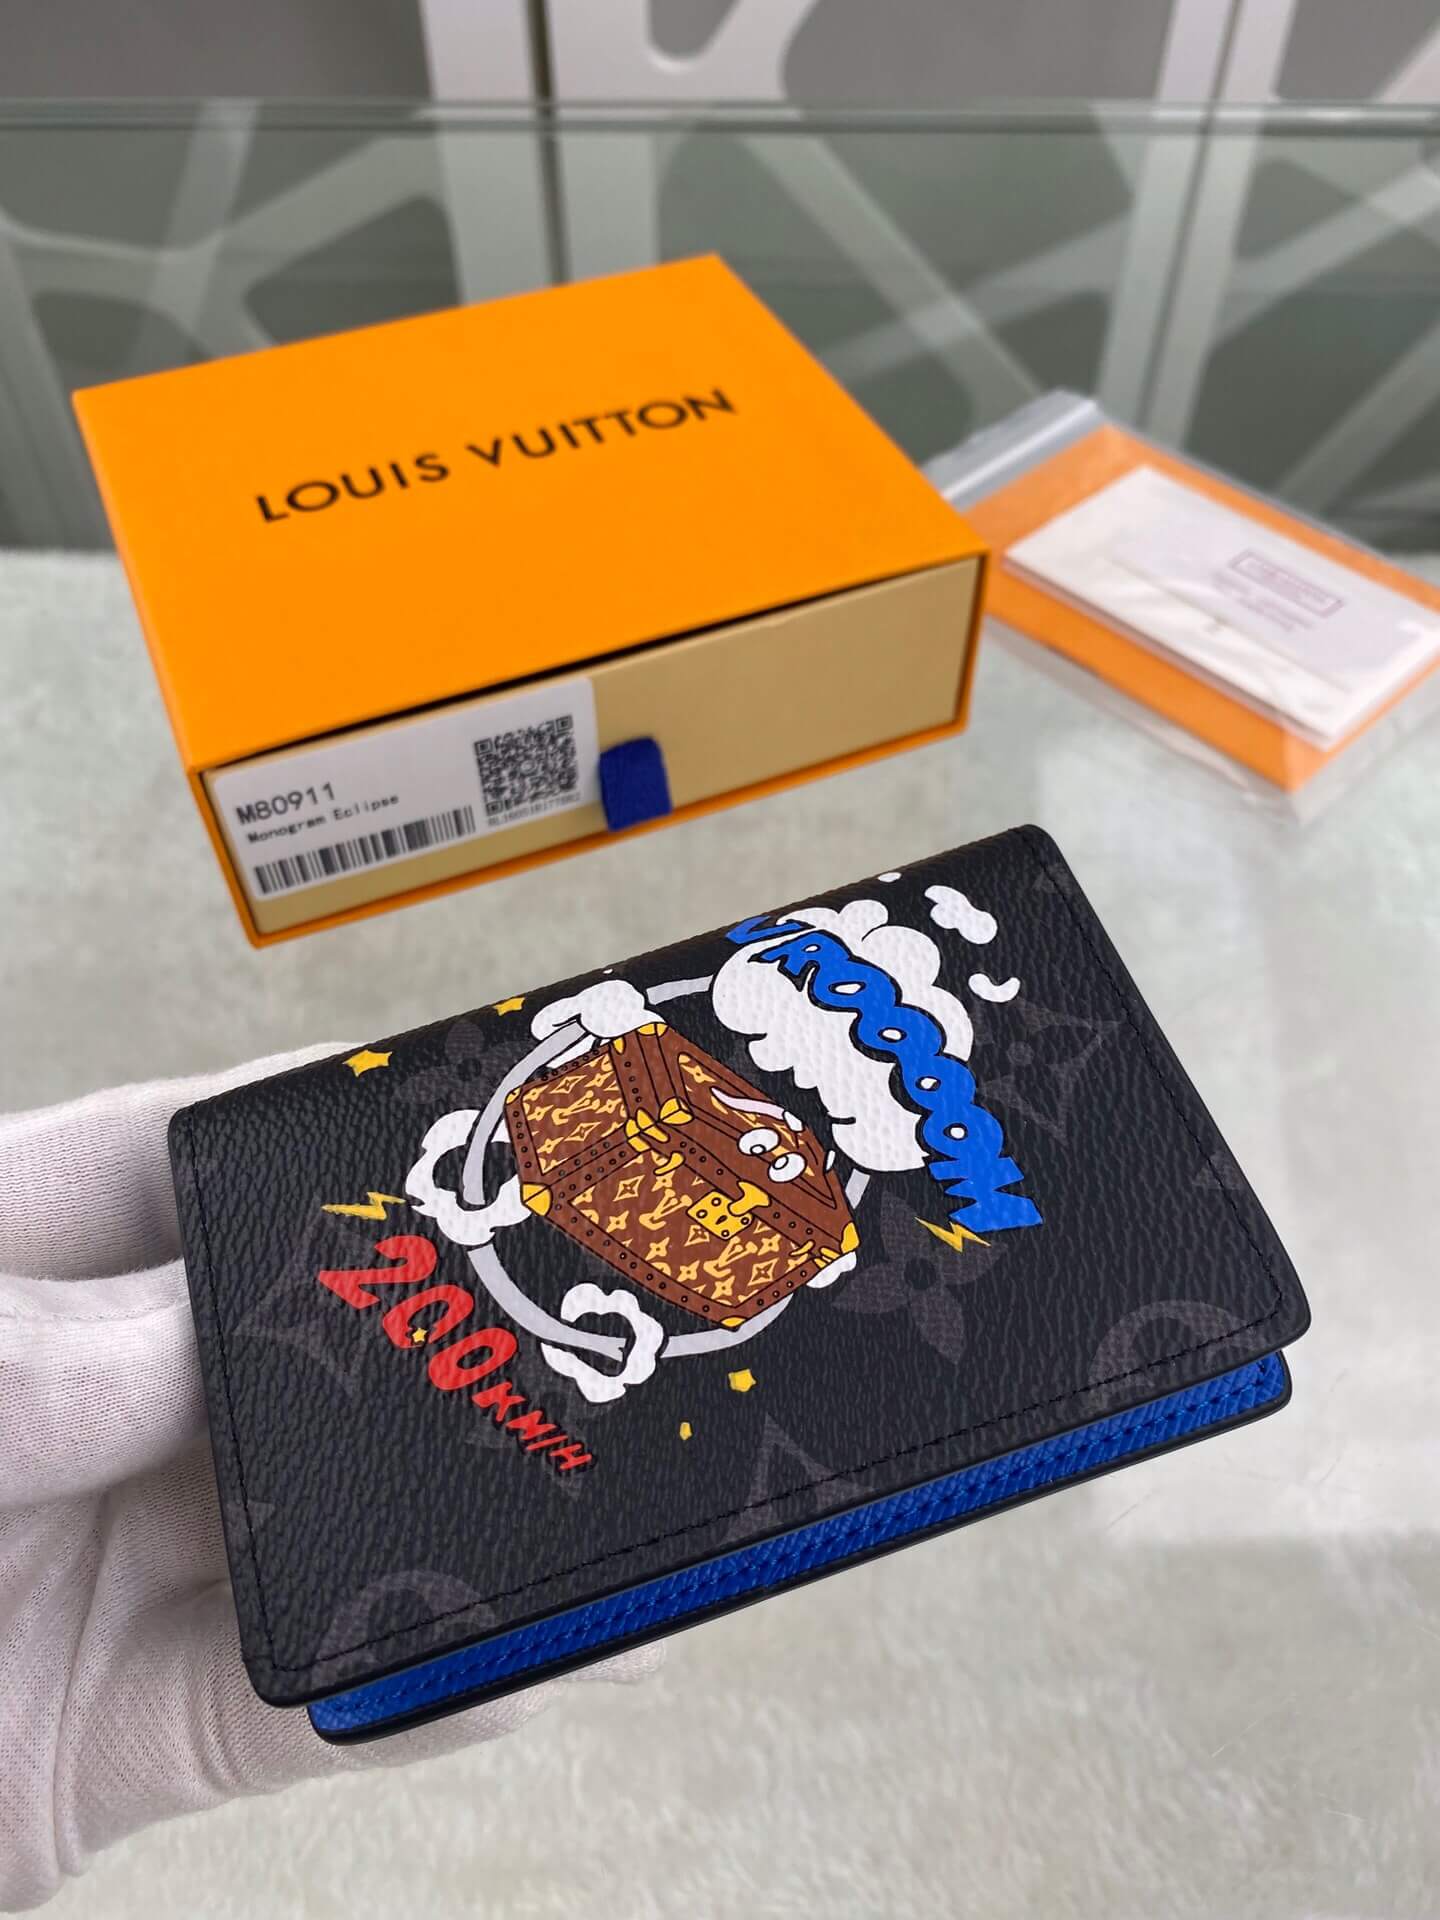 LOUIS VUITTON
M80911
Monogram Eclipse
VROOOOOM
200KM/H